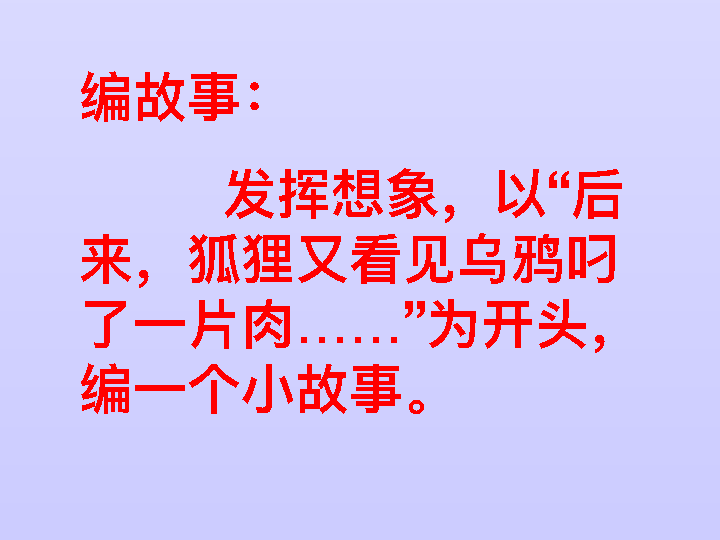 编故事：
发挥想象，以“后
来，狐狸又看见乌鸦叼
了一片肉……”为开头，
编一个小故事。